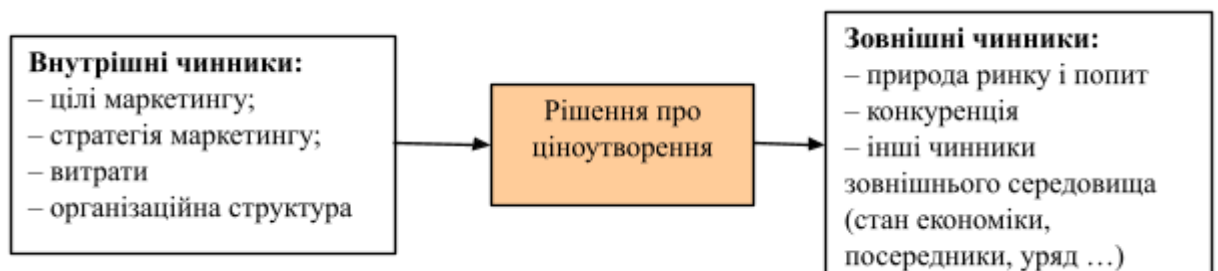 Внутрішні чинники:
– цілі маркетингу;
– стратегія маркетингу;
– витрати
– організаційна структура
Рішення про
ціноутворення
Зовнішні чинники:
– природа ринку і попит
– конкуренція
– інші чинники
зовнішнього середовища
(стан економіки,
посередники, уряд …)